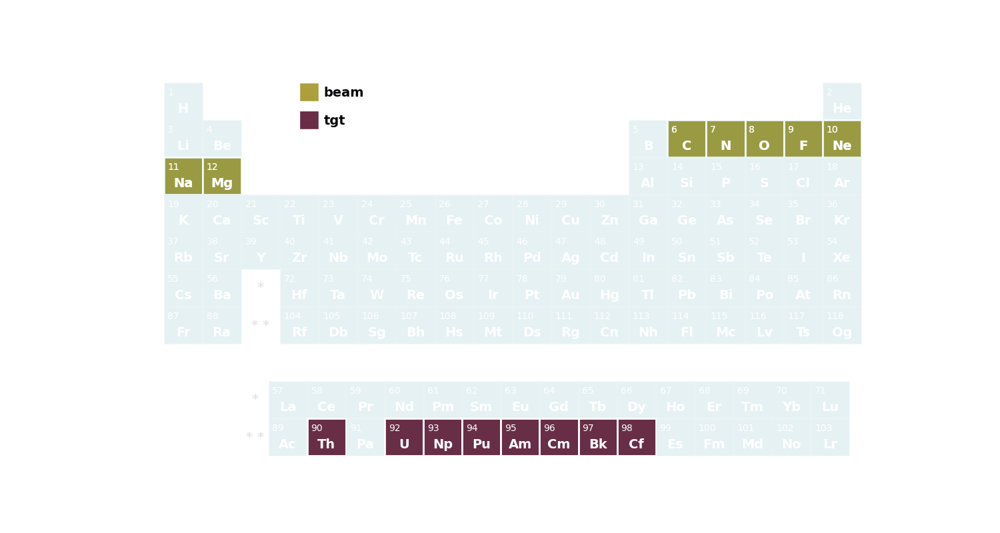 1 2
beam
H He
tgt
3 4 5 6 7 8 9 10
Li Be B C N O F Ne
11 12 13 14 15 16 17 18
Na Mg Al Si P S Cl Ar
19 20 21 22 23 24 25 26 27 28 29 30 31 32 33 34 35 36
K Ca Sc Ti V Cr Mn Fe Co Ni Cu Zn Ga Ge As Se Br Kr
37 38 39 40 41 42 43 44 45 46 47 48 49 50 51 52 53 54
Rb Sr Y Zr Nb Mo Tc Ru Rh Pd Ag Cd In Sn Sb Te I Xe
55 56 72 73 74 75 76 77 78 79 80 81 82 83 84 85 86
*
Cs Ba Hf Ta W Re Os Ir Pt Au Hg Tl Pb Bi Po At Rn
87 88 104 105 106 107 108 109 110 111 112 113 114 115 116 117 118
* *
Fr Ra Rf Db Sg Bh Hs Mt Ds Rg Cn Nh Fl Mc Lv Ts Og
57 58 59 60 61 62 63 64 65 66 67 68 69 70 71
*
La Ce Pr Nd Pm Sm Eu Gd Tb Dy Ho Er Tm Yb Lu
89 90 91 92 93 94 95 96 97 98 99 100 101 102 103
* *
Ac Th Pa U Np Pu Am Cm Bk Cf Es Fm Md No Lr